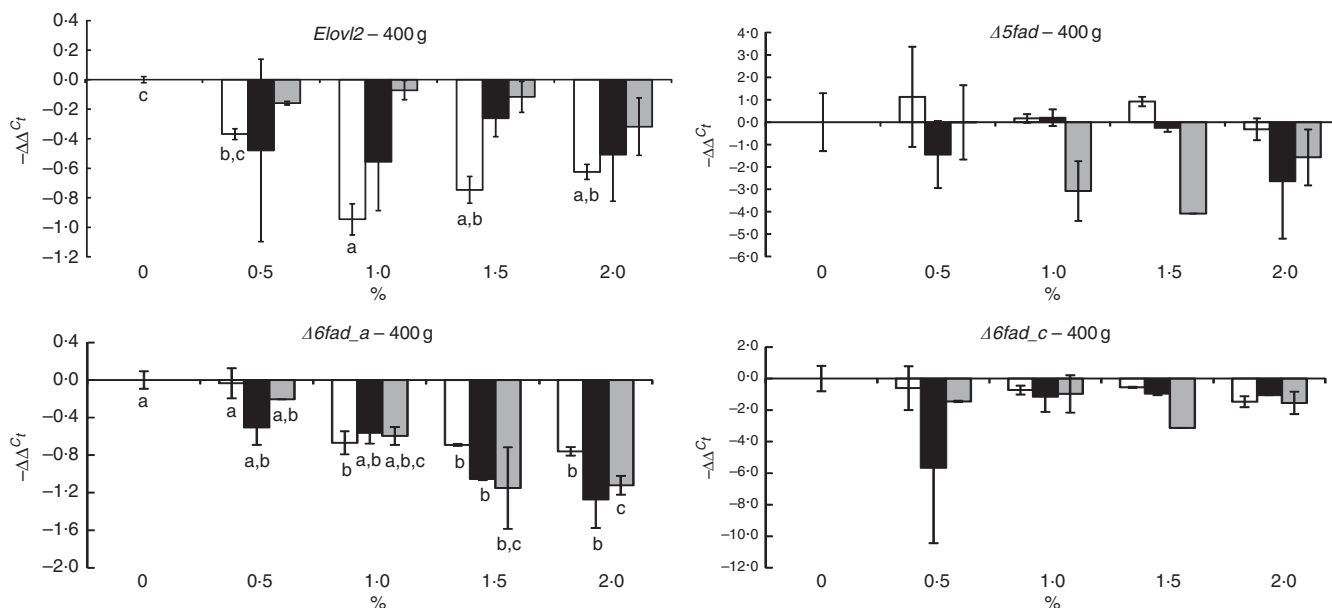 Elovl2 – 400 g
0·4
0·2
0·0
−0·2
−0·4
−0·6
−0·8
−1·0
−1·2
−ΔΔCt
c
b,c
a
a,b
a,b
0 0·5 1·0 1·5 2·0
%
Δ5fad – 400 g
4·0
3·0
2·0
1·0
0·0
−1·0
−2·0
−3·0
−4·0
−5·0
−6·0
−ΔΔCt
0 0·5 1·0 1·5 2·0
%
Δ6fad_a – 400 g
0·4
0·0
−0·4
−0·8
−1·2
−1·6
−2·0
−ΔΔCt
a a a,b
a,b
b a,b a,b,c
b b b,c
b b c
0 0·5 1·0 1·5 2·0
%
Δ6fad_c – 400 g
2·0
0·0
−2·0
−4·0
−6·0
−8·0
−10·0
−12·0
−ΔΔCt
0 0·5 1·0 1·5 2·0
%